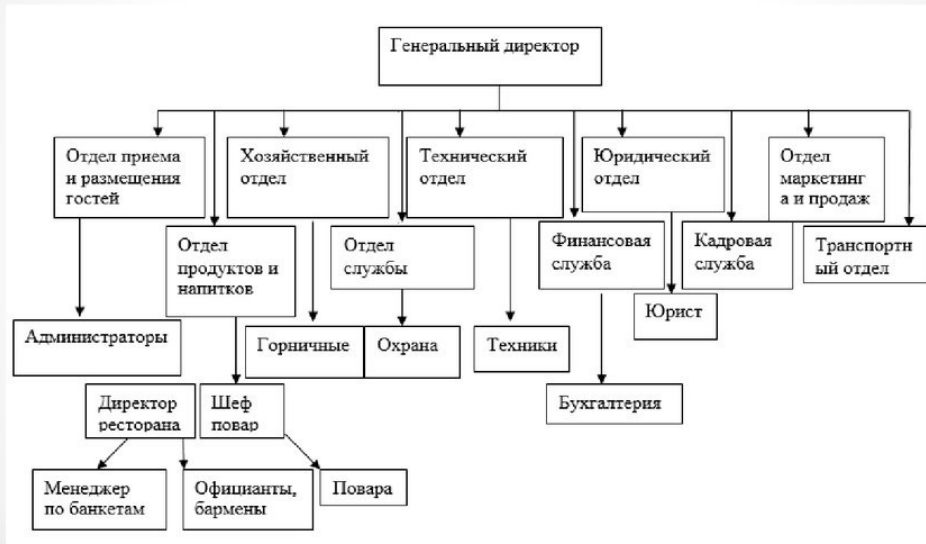 Генеральный директор
Отдел приема
и размещения
гостей
Хозяйственный
отдел
Технический
отдел
Юридический
отдел
Отдел
маркетинг
а и продаж
Отдел
продуктов и
напитков
Отдел
службы
Финансовая
служба
Кадровая
служба
Транспортн
ый отдел
Администраторы
Горничные
Охрана
Техники
Юрист
Директор
ресторана
Шеф
повар
Бухгалтерия
Менеджер
по банкетам
Официанты,
бармены
Повара